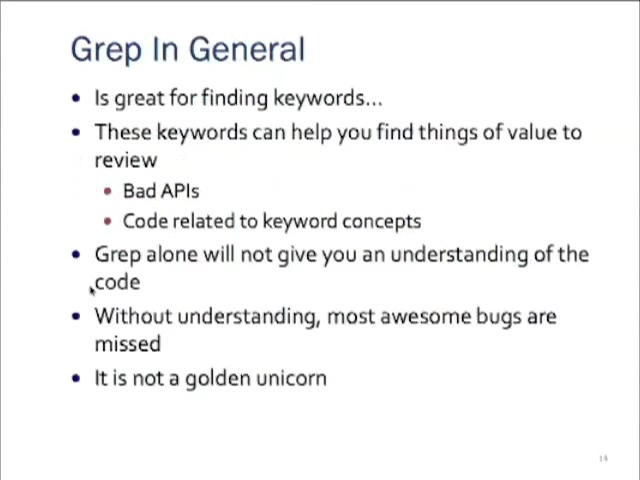 Grep In General
• Is great for finding keywords...
• These keywords can help you find things of value to
review
• Bad APIs
• Code related to keyword concepts
• Grep alone will not give you an understanding of the
code
• Without understanding, most awesome bugs are
missed
• It is not a golden unicorn
14